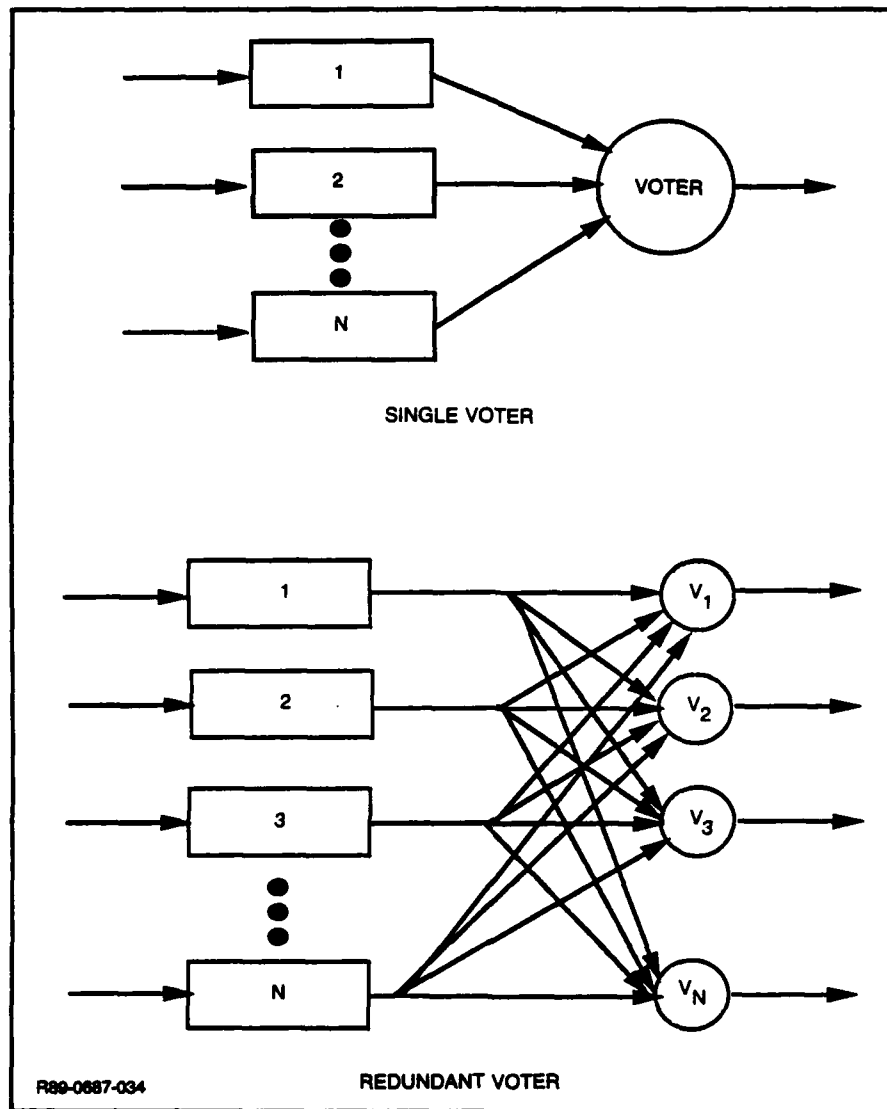 1
2
VOTER
N
SINGLE VOTER
1
V1
2
V2
3
V3
N
VN
R89-0687-034
REDUNDANT VOTER